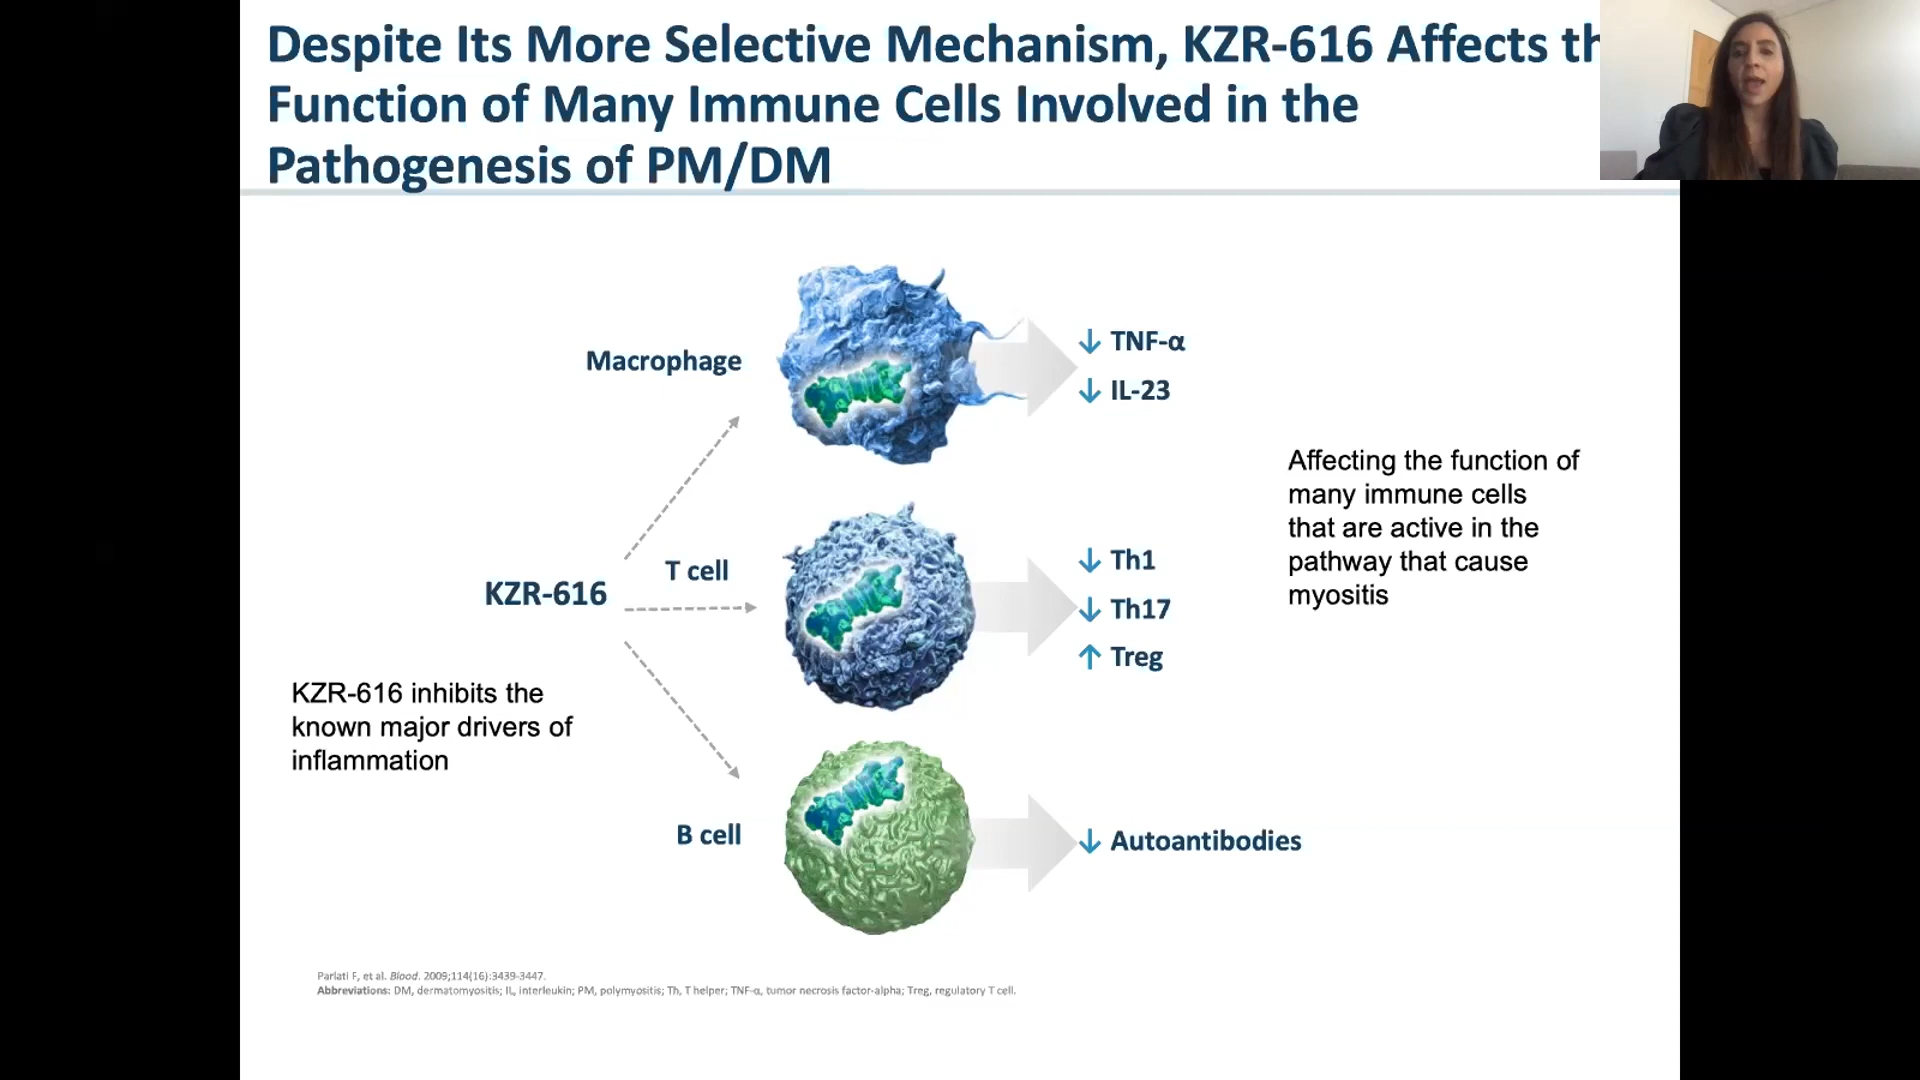 Despite Its More Selective Mechanism, KZR-616 Affects th
Function of Many Immune Cells Involved in the
Pathogenesis of PM/DM
Macrophage
↓ TNF-α
↓ IL-23
Affecting the function of
many immune cells
that are active in the
pathway that cause
myositis
T cell
KZR-616
↓ Th1
↓ Th17
↑ Treg
KZR-616 inhibits the
known major drivers of
inflammation
B cell
↓ Autoantibodies
Parlati F, et al. Blood. 2009;114(16):3439-3447.
Abbreviations: DM, dermatomyositis; IL, interleukin; PM, polymyositis; Th, T helper; TNF-α, tumor necrosis factor-alpha; Treg, regulatory T cell.